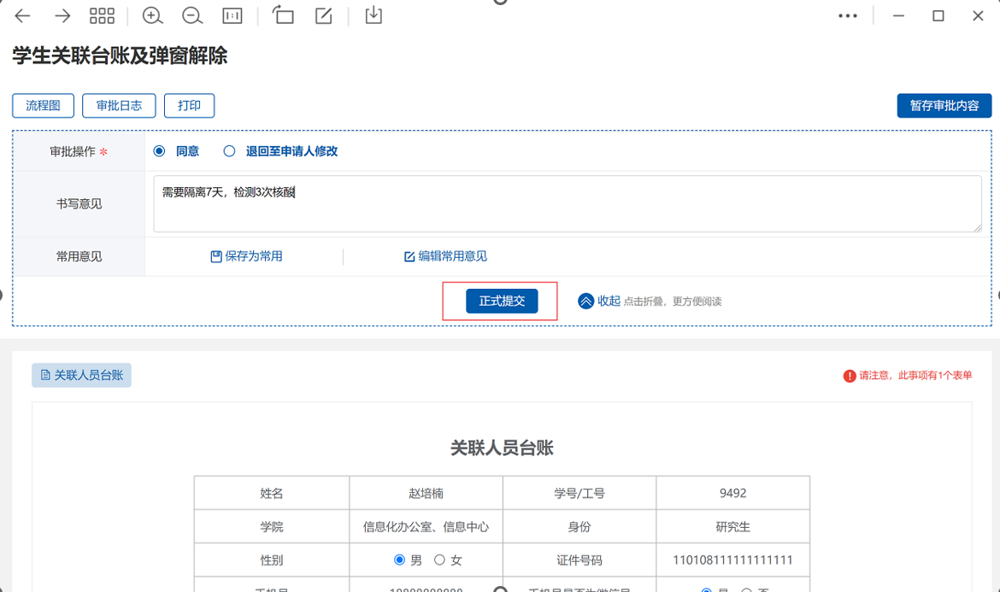 学生关联台账及弹窗解除
流程图 审批日志 打印 暂存审批内容
审批操作 * 同意 退回至申请人修改
书写意见 需要隔离7天，检测3次核酸
常用意见 保存为常用 编辑常用意见
正式提交 收起 点击折叠，更方便阅读
关联人员台账 请注意，此事项有1个表单
关联人员台账
姓名 赵培楠 学号/工号 9492
学院 信息化办公室、信息中心 身份 研究生
性别 男 女 证件号码 110108111111111111